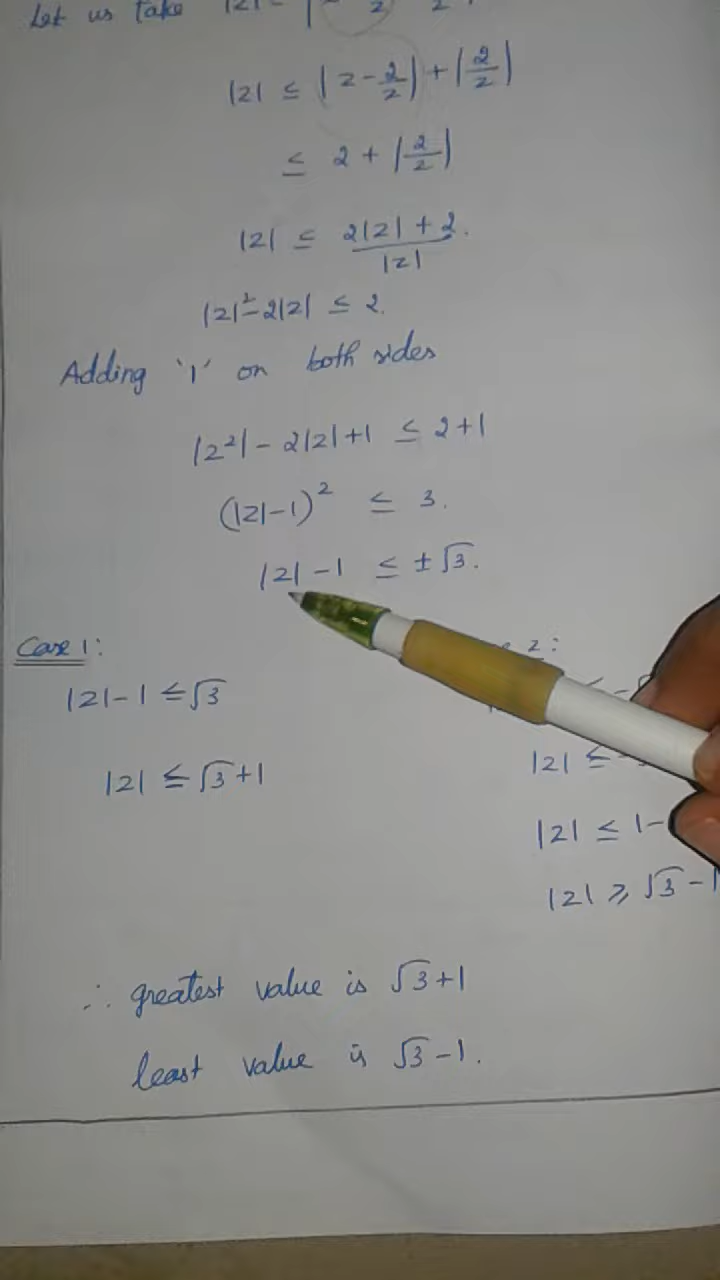 Let us take |z| =
|z| ≤ |z - 2/z| + |2/z|
≤ 2 + |2/z|
|z| ≤ 2|z| + 2 / |z|.
|z|² - 2|z| ≤ 2.
Adding '1' on both sides
|z²| - 2|z| + 1 ≤ 2 + 1
(|z| - 1)² ≤ 3.
|z| - 1 ≤ ± √3.
Case 1:
|z| - 1 ≤ √3
|z| ≤ √3 + 1
2:
|z| ≤
|z| ≤ 1 -
|z| ≥ √3 - 1
∴ greatest value is √3 + 1
least value is √3 - 1.